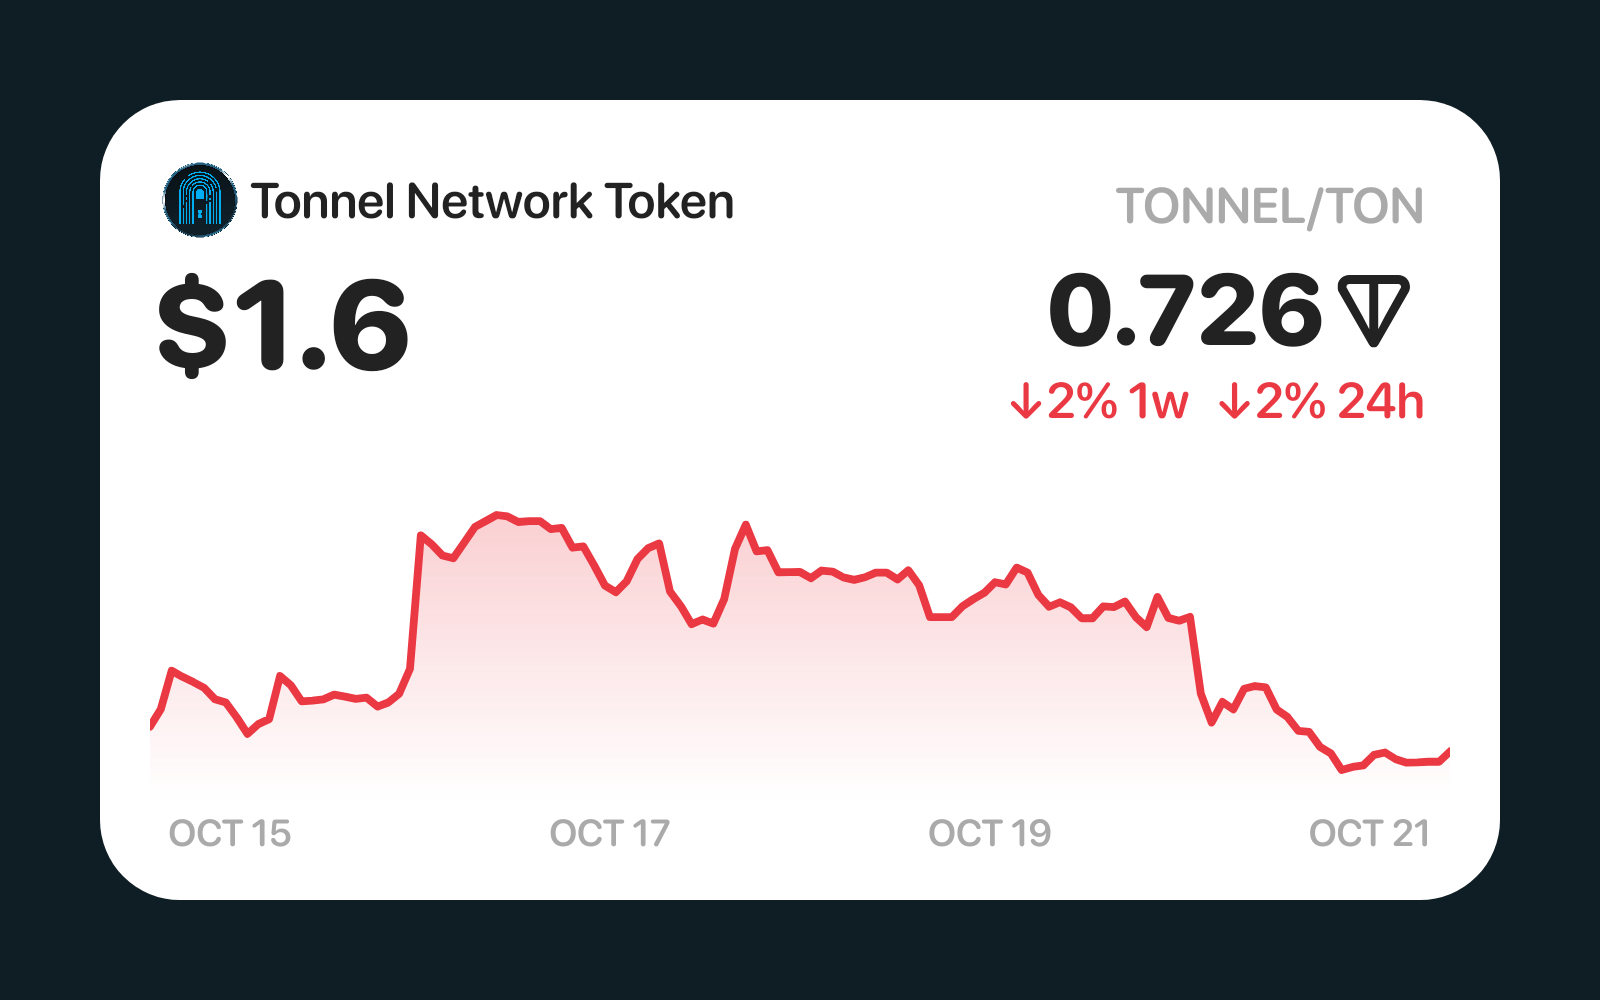 Tonnel Network Token
$1.6
TONNEL/TON
0.726
↓2% 1w ↓2% 24h
OCT 15 OCT 17 OCT 19 OCT 21